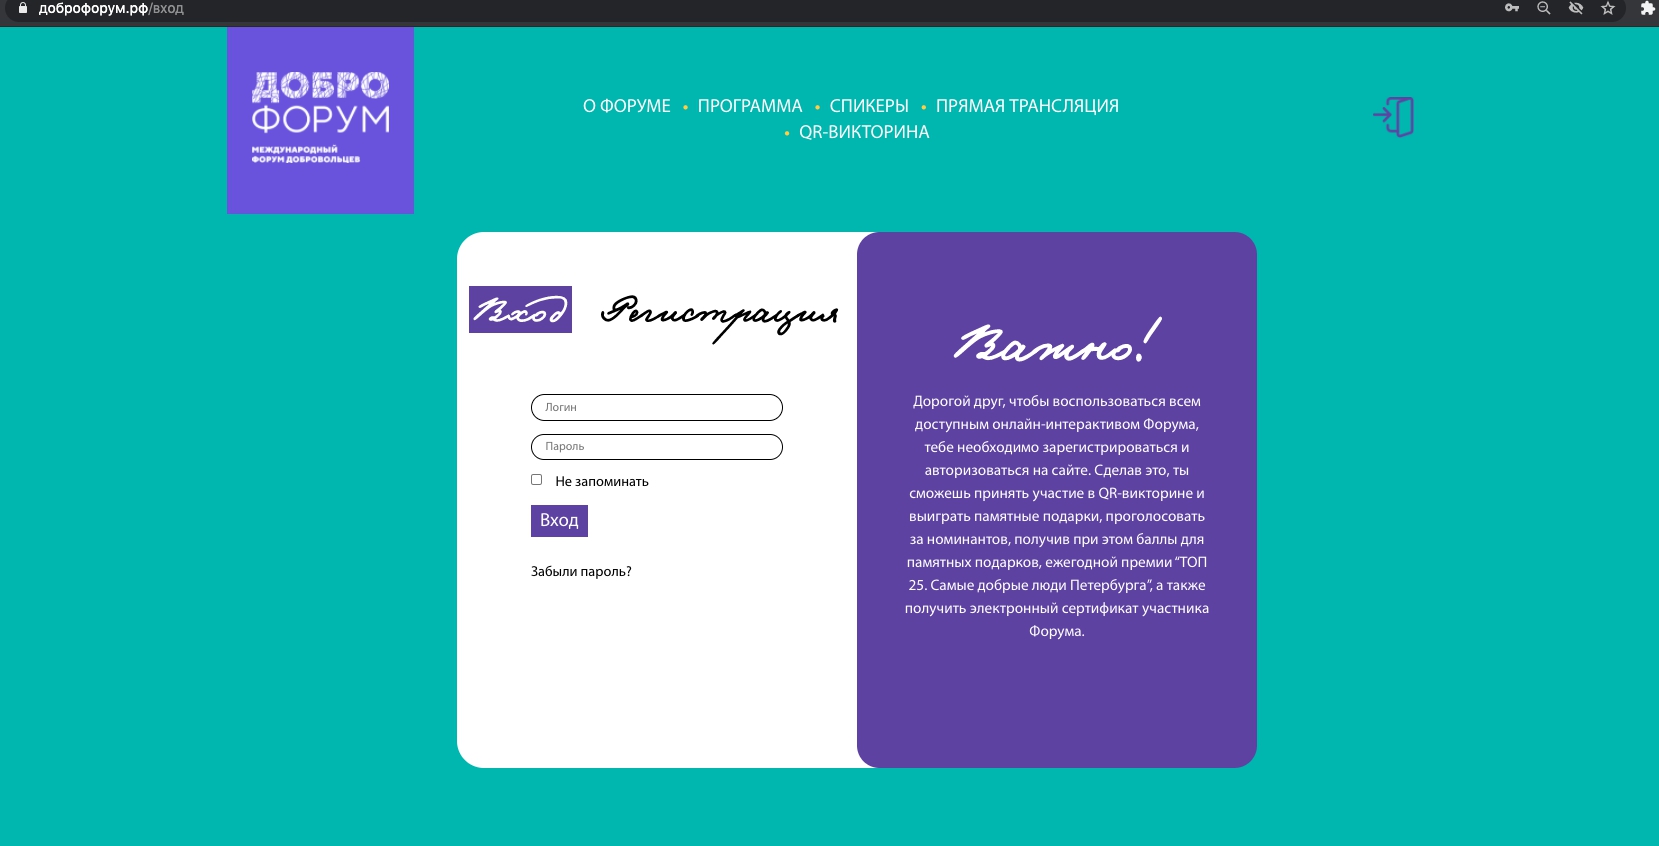 доброфорум.рф/вход
ДОБРО
ФОРУМ
МЕЖДУНАРОДНЫЙ
ФОРУМ ДОБРОВОЛЬЦЕВ
О ФОРУМЕ • ПРОГРАММА • СПИКЕРЫ • ПРЯМАЯ ТРАНСЛЯЦИЯ
• QR-ВИКТОРИНА
Вход Регистрация
Логин
Пароль
Не запоминать
Вход
Забыли пароль?
Важно!
Дорогой друг, чтобы воспользоваться всем
доступным онлайн-интерактивом Форума,
тебе необходимо зарегистрироваться и
авторизоваться на сайте. Сделав это, ты
сможешь принять участие в QR-викторине и
выиграть памятные подарки, проголосовать
за номинантов, получив при этом баллы для
памятных подарков, ежегодной премии “ТОП
25. Самые добрые люди Петербурга”, а также
получить электронный сертификат участника
Форума.